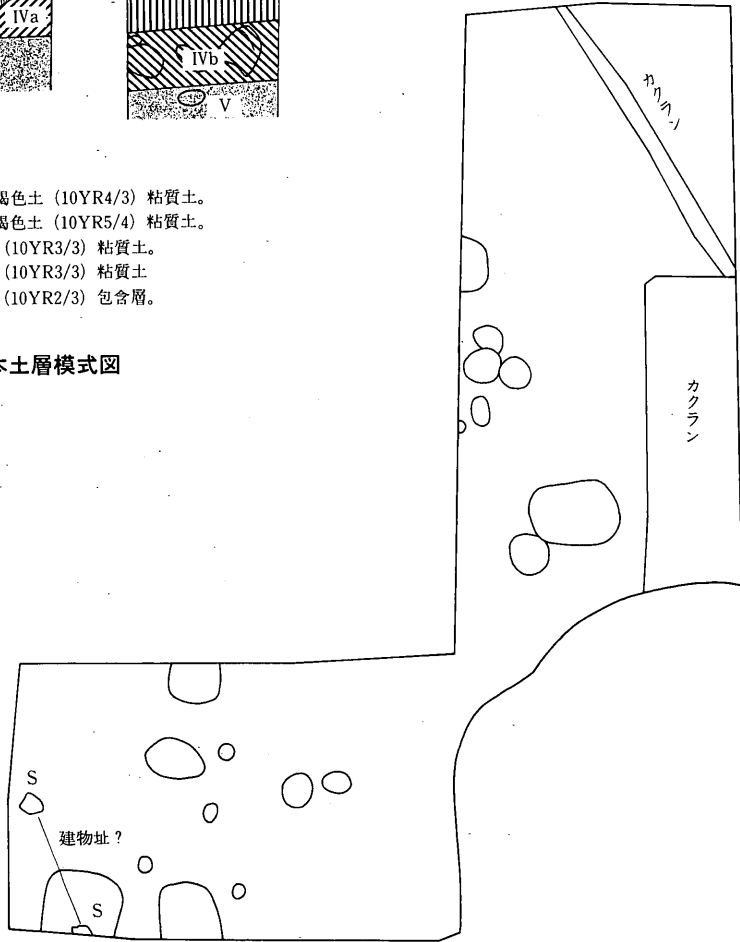 IVa
IVb
V
褐色土（10YR4/3）粘質土。
褐色土（10YR5/4）粘質土。
（10YR3/3）粘質土。
（10YR3/3）粘質土
（10YR2/3）包含層。
本土層模式図
カクラン
カクラン
S
建物址？
S